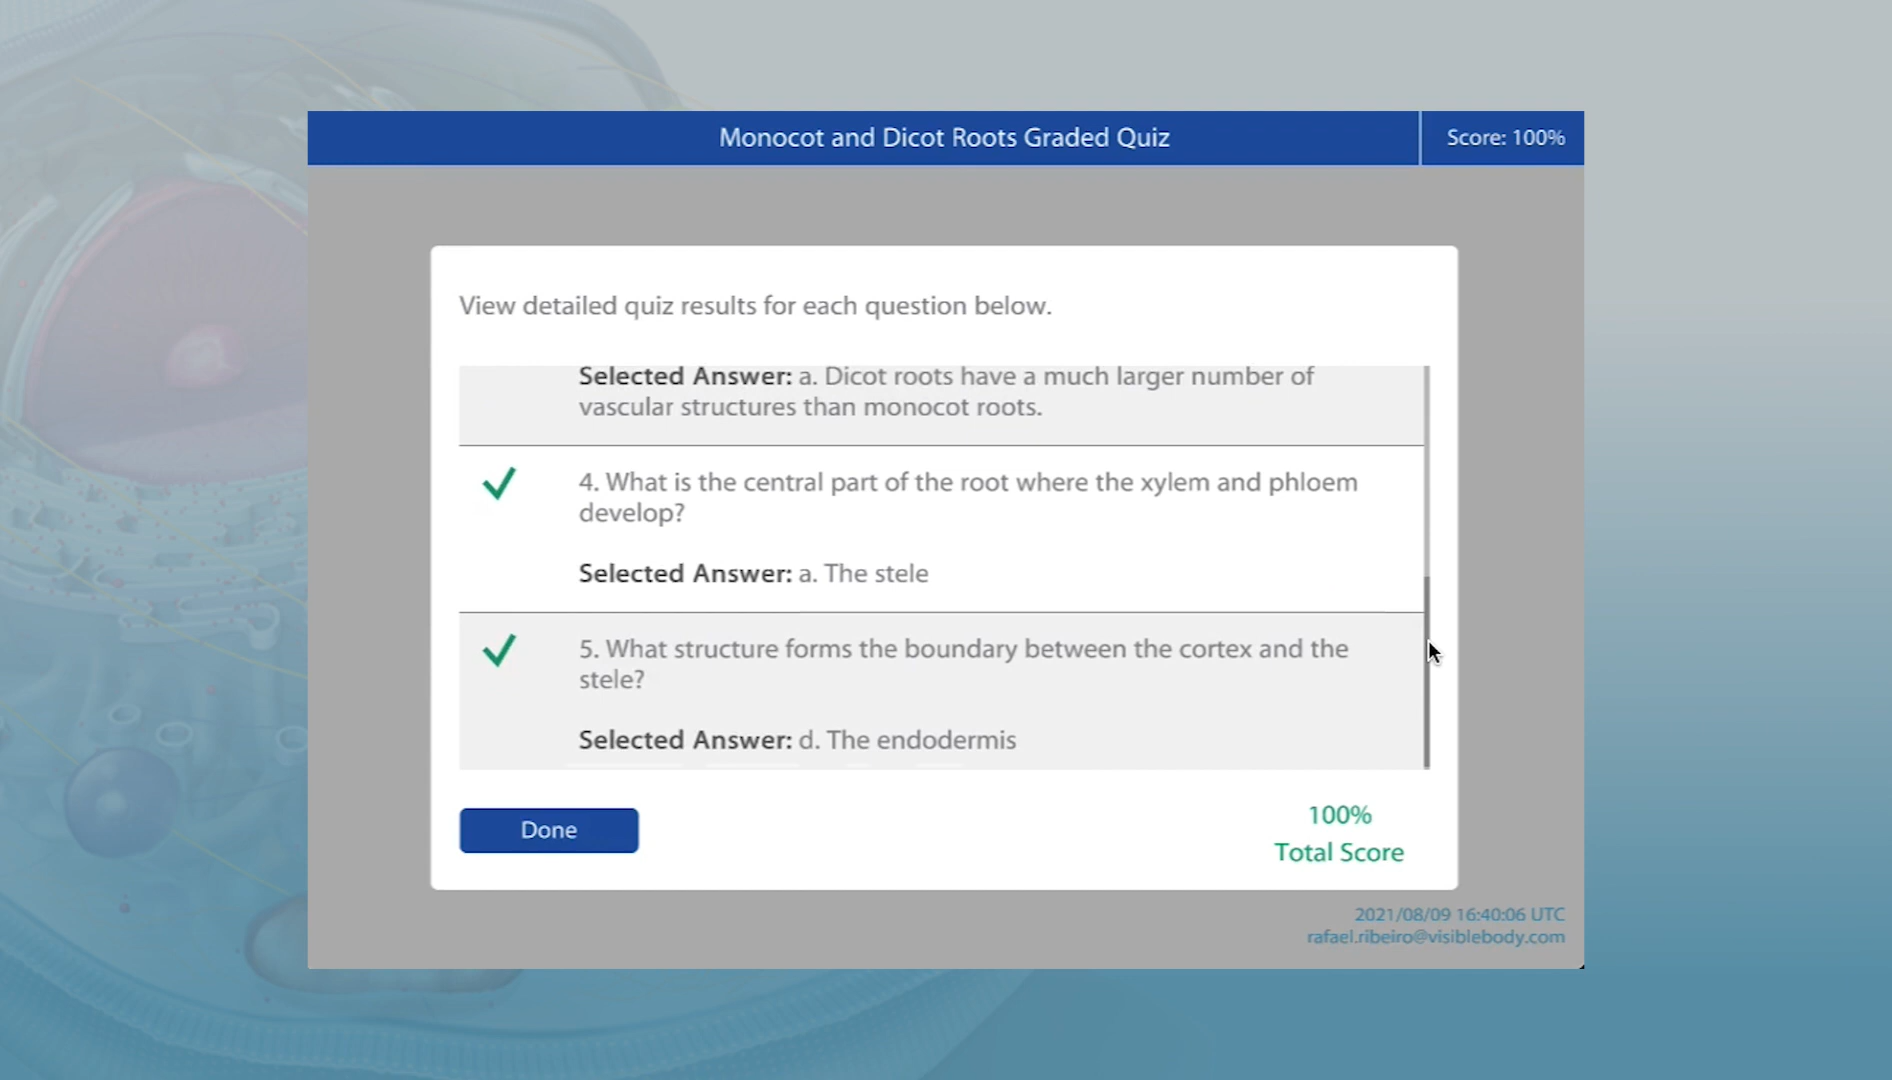 Monocot and Dicot Roots Graded Quiz
Score: 100%
View detailed quiz results for each question below.
Selected Answer: a. Dicot roots have a much larger number of
vascular structures than monocot roots.
4. What is the central part of the root where the xylem and phloem
develop?
Selected Answer: a. The stele
5. What structure forms the boundary between the cortex and the
stele?
Selected Answer: d. The endodermis
Done
100%
Total Score
2021/08/09 16:40:06 UTC
rafael.ribeiro@visiblebody.com